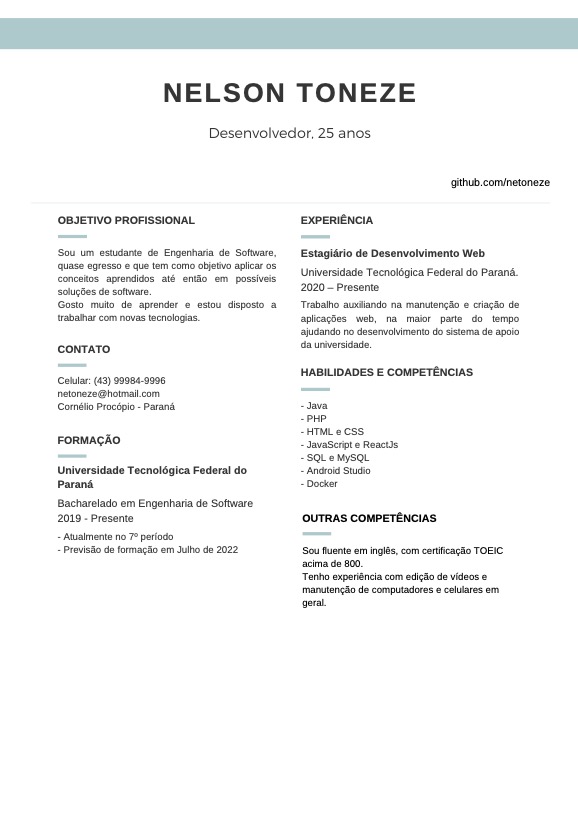 NELSON TONEZE
Desenvolvedor, 25 anos
github.com/netoneze
OBJETIVO PROFISSIONAL
Sou um estudante de Engenharia de Software,
quase egresso e que tem como objetivo aplicar os
conceitos aprendidos até então em possíveis
soluções de software.
Gosto muito de aprender e estou disposto a
trabalhar com novas tecnologias.
CONTATO
Celular: (43) 99984-9996
netoneze@hotmail.com
Cornélio Procópio - Paraná
FORMAÇÃO
Universidade Tecnológica Federal do
Paraná
Bacharelado em Engenharia de Software
2019 - Presente
- Atualmente no 7º período
- Previsão de formação em Julho de 2022
EXPERIÊNCIA
Estagiário de Desenvolvimento Web
Universidade Tecnológica Federal do Paraná.
2020 – Presente
Trabalho auxiliando na manutenção e criação de
aplicações web, na maior parte do tempo
ajudando no desenvolvimento do sistema de apoio
da universidade.
HABILIDADES E COMPETÊNCIAS
- Java
- PHP
- HTML e CSS
- JavaScript e ReactJs
- SQL e MySQL
- Android Studio
- Docker
OUTRAS COMPETÊNCIAS
Sou fluente em inglês, com certificação TOEIC
acima de 800.
Tenho experiência com edição de vídeos e
manutenção de computadores e celulares em
geral.